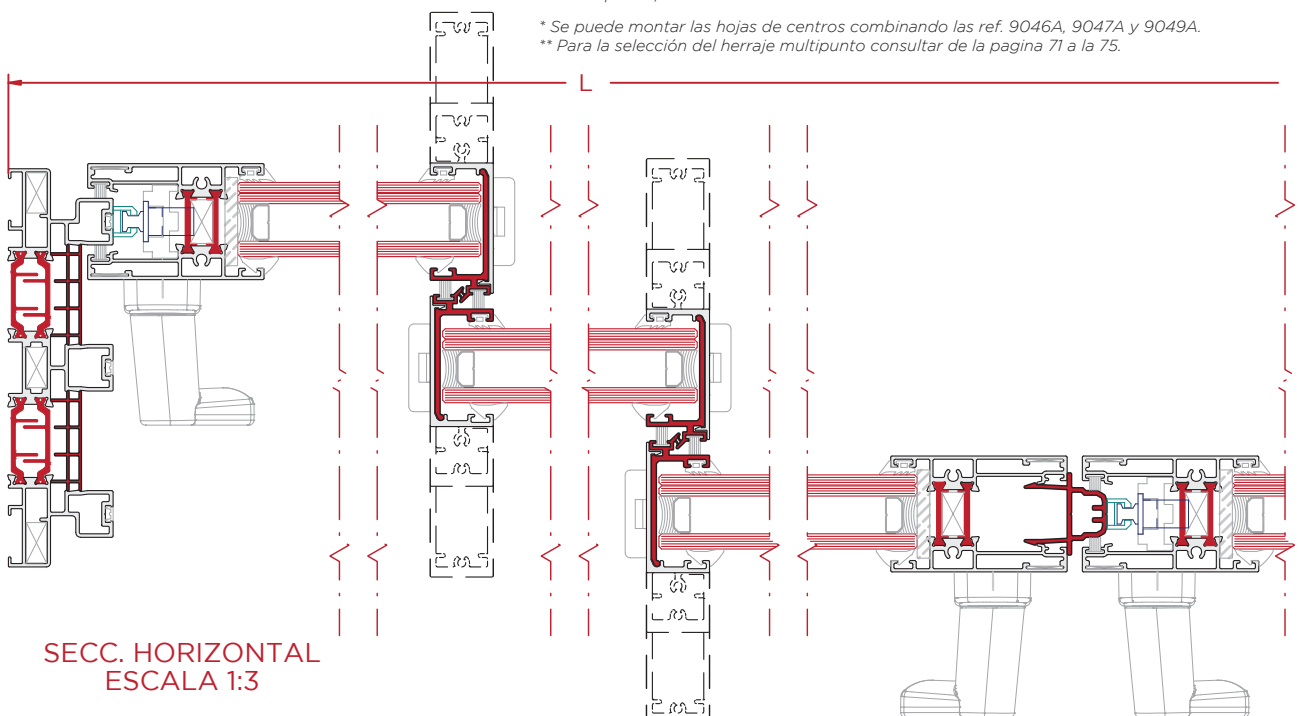 * Se puede montar las hojas de centros combinando las ref. 9046A, 9047A y 9049A.
** Para la selección del herraje multipunto consultar de la pagina 71 a la 75.
L
SECC. HORIZONTAL
ESCALA 1:3